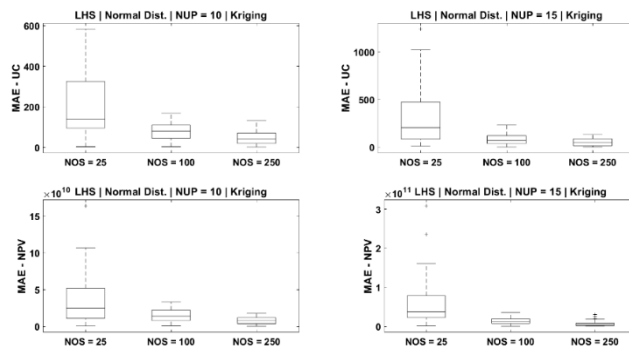 LHS | Normal Dist. | NUP = 10 | Kriging
MAE - UC
600
400
200
0
NOS = 25 NOS = 100 NOS = 250
LHS | Normal Dist. | NUP = 15 | Kriging
MAE - UC
1000
500
0
NOS = 25 NOS = 100 NOS = 250
×10^10 LHS | Normal Dist. | NUP = 10 | Kriging
MAE - NPV
15
10
5
0
NOS = 25 NOS = 100 NOS = 250
×10^11 LHS | Normal Dist. | NUP = 15 | Kriging
MAE - NPV
3
2
1
0
NOS = 25 NOS = 100 NOS = 250